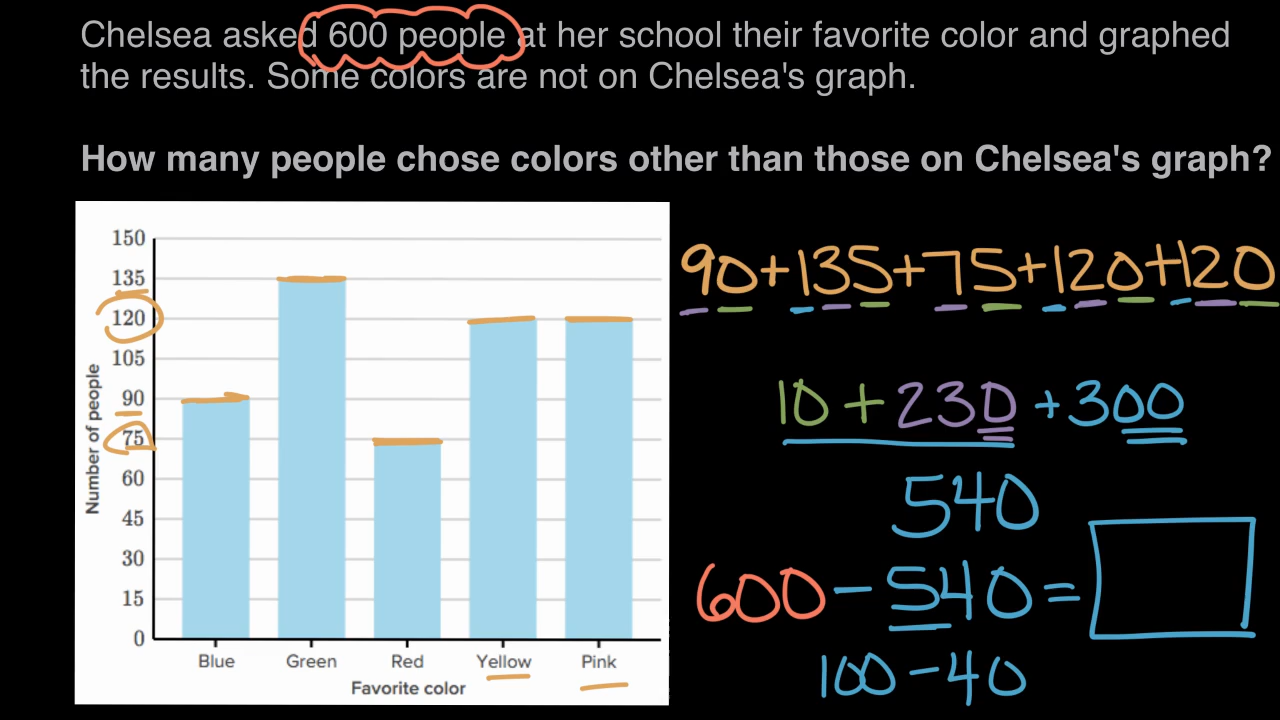 Chelsea asked 600 people at her school their favorite color and graphed
the results. Some colors are not on Chelsea's graph.
How many people chose colors other than those on Chelsea's graph?
150
135
120
105
90
75
60
45
30
15
0
Number of people
Blue Green Red Yellow Pink
Favorite color
90+135+75+120+120
10+230+300
540
600-540=
100-40